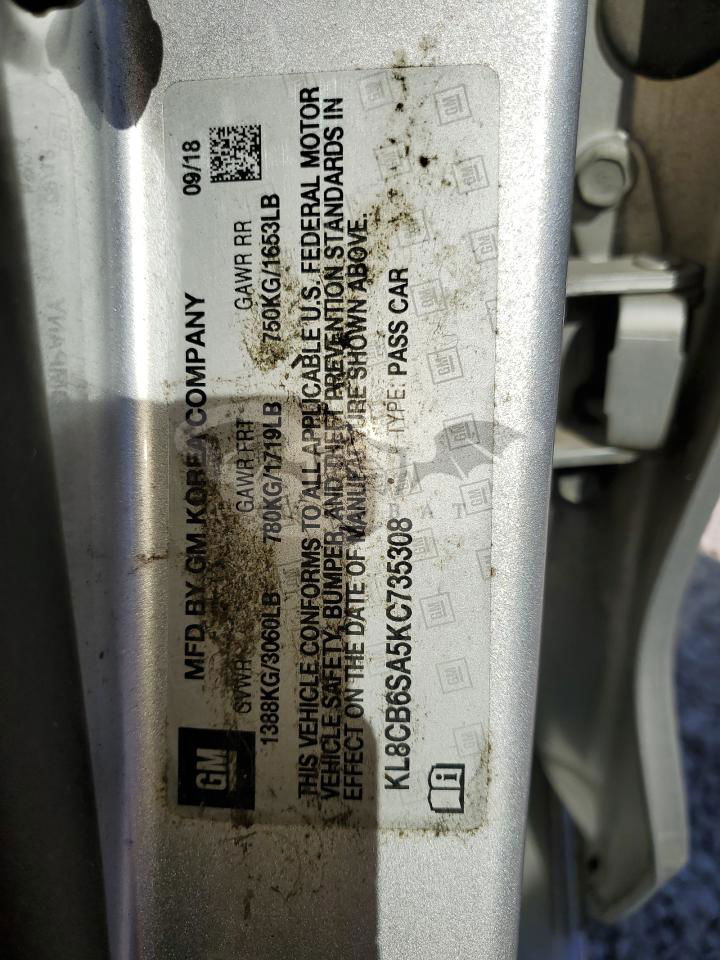 MFD BY GM KOREA COMPANY 09/18
GM
GVWR GAWR FRT GAWR RR
1388KG/3060LB 780KG/1719LB 750KG/1653LB
THIS VEHICLE CONFORMS TO ALL APPLICABLE U.S. FEDERAL MOTOR
VEHICLE SAFETY, BUMPER, AND THEFT PREVENTION STANDARDS IN
EFFECT ON THE DATE OF MANUFACTURE SHOWN ABOVE.
KL8CB6SA5KC735308 TYPE: PASS CAR